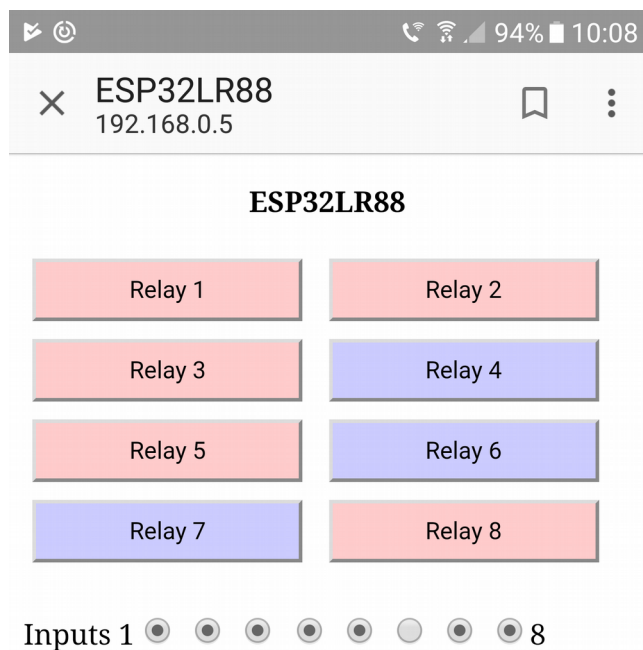 94% 10:08
ESP32LR88
192.168.0.5
ESP32LR88
Relay 1 Relay 2
Relay 3 Relay 4
Relay 5 Relay 6
Relay 7 Relay 8
Inputs 1 8